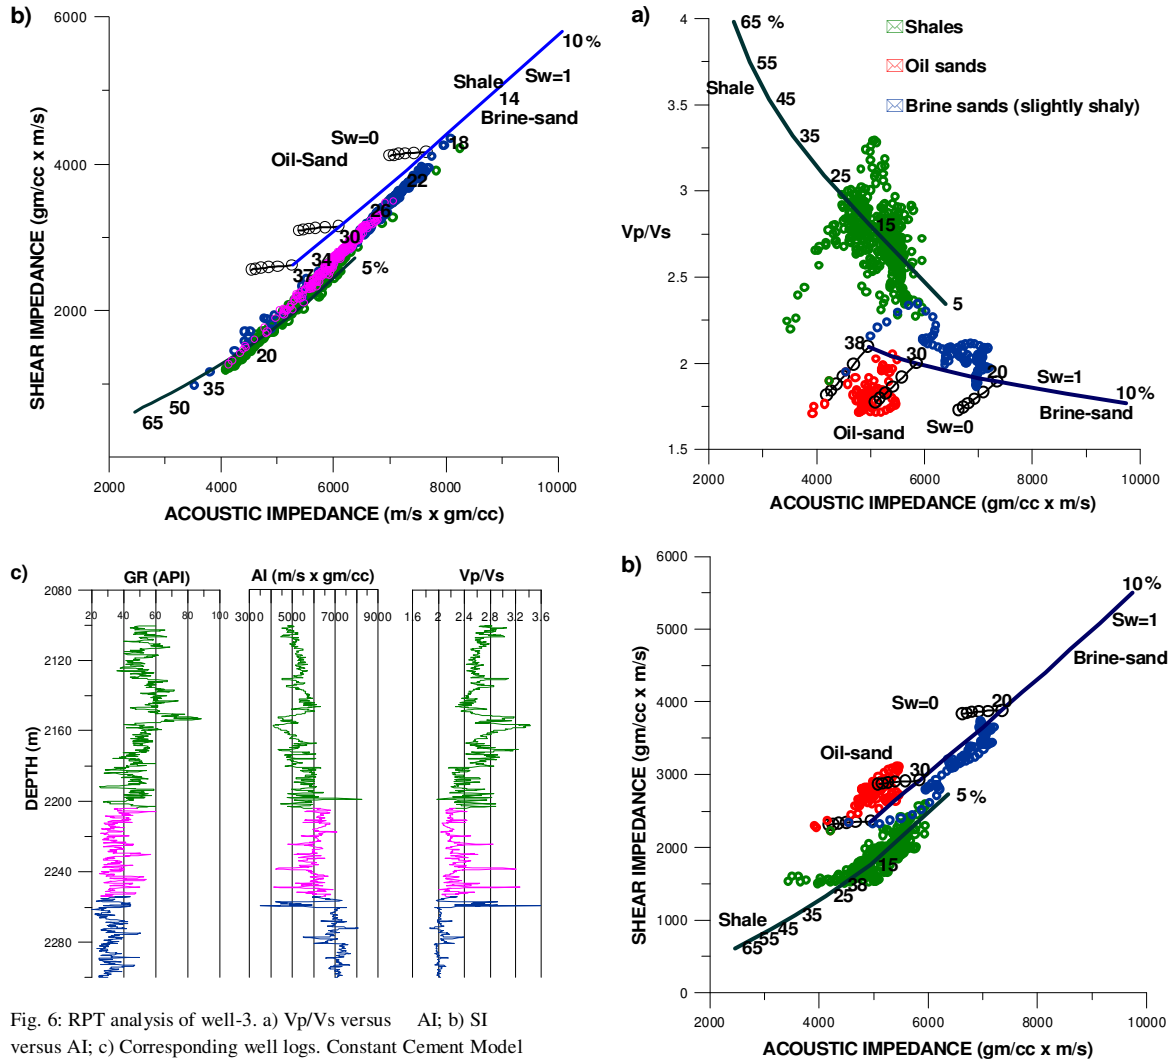 b)
6000
4000
2000
SHEAR IMPEDANCE (gm/cc x m/s)
10 %
Shale
Sw=1
14
Brine-sand
Sw=0
18
Oil-Sand
22
26
30
34
37
5%
20
35
50
65
2000 4000 6000 8000 10000
ACOUSTIC IMPEDANCE (m/s x gm/cc)
a)
4
3.5
3
2.5
2
1.5
Vp/Vs
65 %
55
Shale
45
35
25
15
5
Shales
Oil sands
Brine sands (slightly shaly)
38
30
20
Sw=1
10%
Brine-sand
Oil-sand
Sw=0
2000 4000 6000 8000 10000
ACOUSTIC IMPEDANCE (gm/cc x m/s)
c)
GR (API)
AI (m/s x gm/cc)
Vp/Vs
20 40 60 80 100
3000 5000 7000 9000
1.6 2 2.4 2.8 3.2 3.6
2080
2120
2160
2200
2240
2280
DEPTH (m)
b)
6000
5000
4000
3000
2000
1000
0
SHEAR IMPEDANCE (gm/cc x m/s)
10 %
Sw=1
Brine-sand
Sw=0
20
Oil-sand
30
5 %
15
38
25
35
45
Shale
55
65
2000 4000 6000 8000 10000
ACOUSTIC IMPEDANCE (gm/cc x m/s)
Fig. 6: RPT analysis of well-3. a) Vp/Vs versus AI; b) SI
versus AI; c) Corresponding well logs. Constant Cement Model